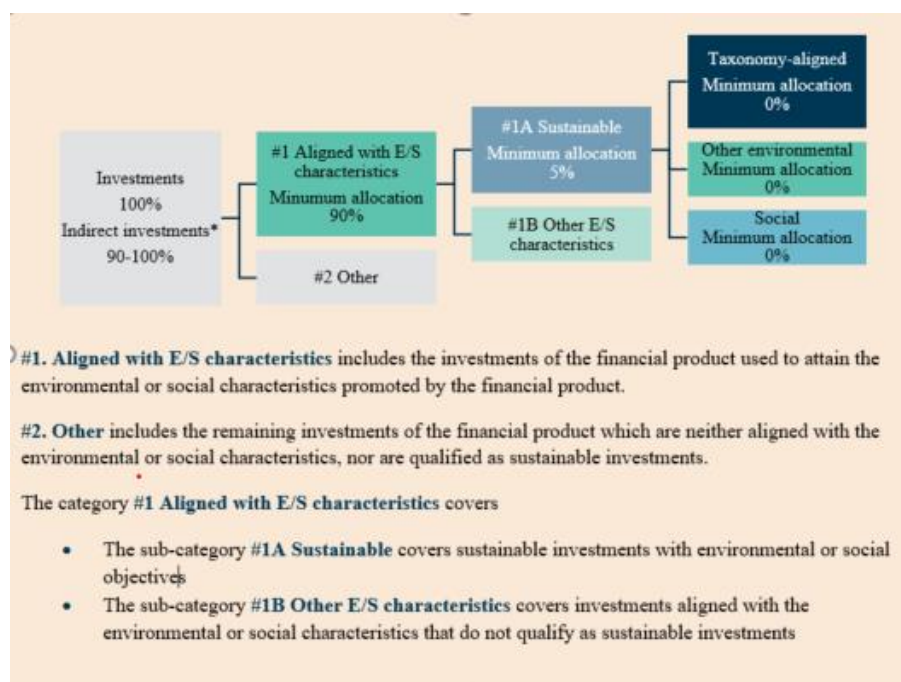 Investments
100%
Indirect investments*
90-100%
#1 Aligned with E/S
characteristics
Minumum allocation
90%
#2 Other
#1A Sustainable
Minimum allocation
5%
#1B Other E/S
characteristics
Taxonomy-aligned
Minimum allocation
0%
Other environmental
Minimum allocation
0%
Social
Minimum allocation
0%
#1. Aligned with E/S characteristics includes the investments of the financial product used to attain the
environmental or social characteristics promoted by the financial product.
#2. Other includes the remaining investments of the financial product which are neither aligned with the
environmental or social characteristics, nor are qualified as sustainable investments.
The category #1 Aligned with E/S characteristics covers
• The sub-category #1A Sustainable covers sustainable investments with environmental or social
objectives
• The sub-category #1B Other E/S characteristics covers investments aligned with the
environmental or social characteristics that do not qualify as sustainable investments